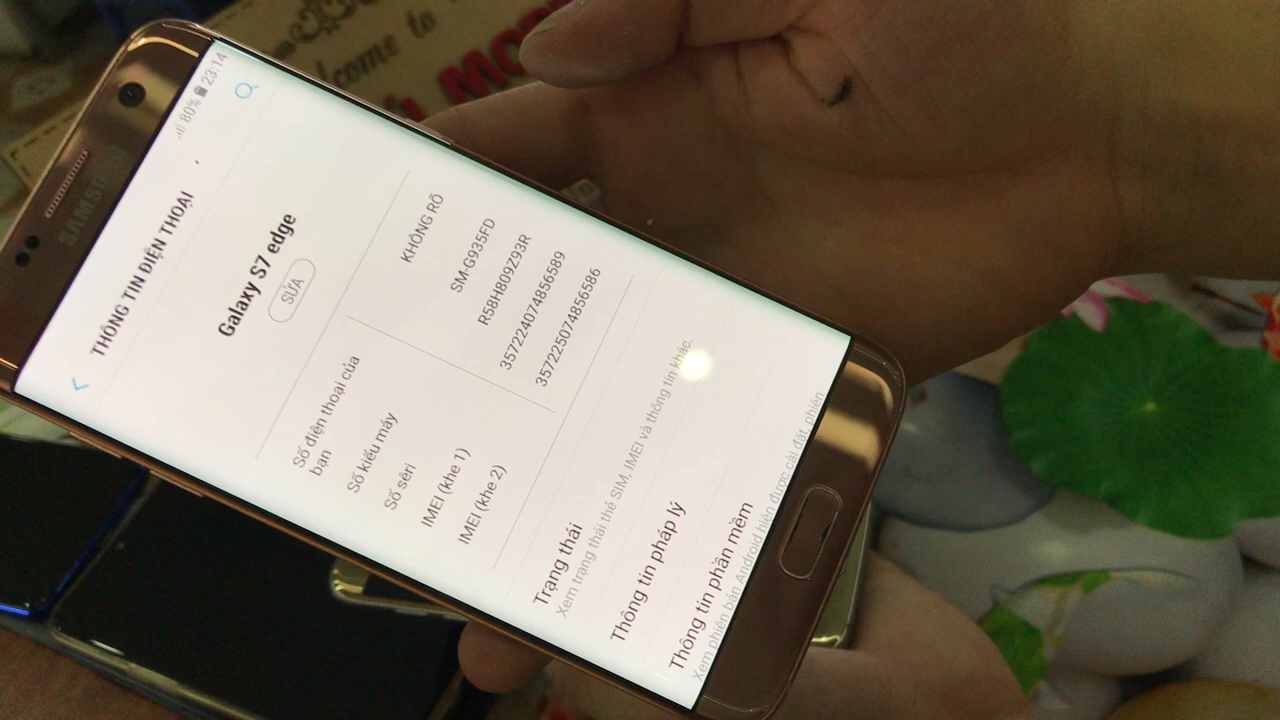 come to
MOB
SAMSUNG
80% 23:14
THÔNG TIN ĐIỆN THOẠI
Galaxy S7 edge
SỬA
Số điện thoại của bạn KHÔNG RÕ
Số kiểu máy SM-G935FD
Số sêri R58H809Z93R
IMEI (khe 1) 357224074856589
IMEI (khe 2) 357225074856586
Trạng thái
Xem trạng thái thẻ SIM, IMEI và thông tin khác.
Thông tin pháp lý
Thông tin phần mềm
Xem phiên bản Android hiện được cài đặt, phiên